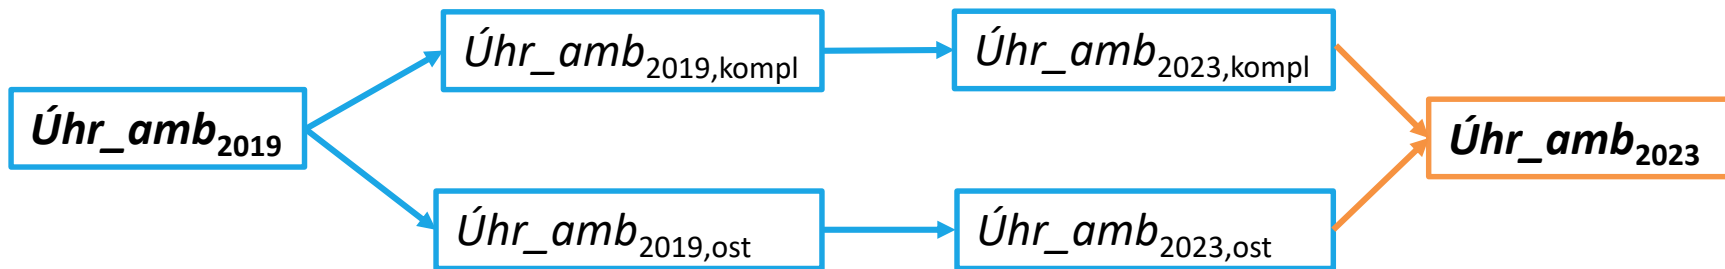 Úhr_amb2019
Úhr_amb2019,kompl
Úhr_amb2023,kompl
Úhr_amb2019,ost
Úhr_amb2023,ost
Úhr_amb2023